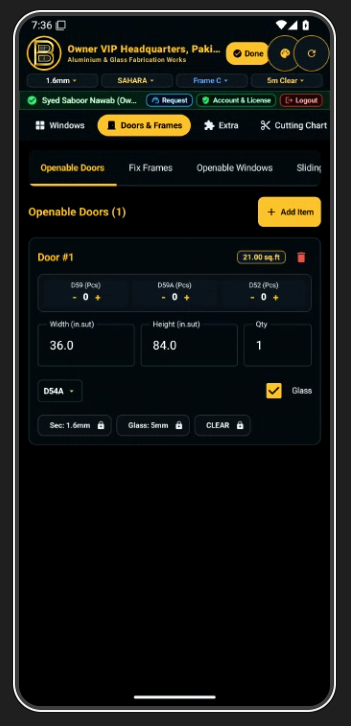 7:36
Owner VIP Headquarters, Paki...
Aluminium & Glass Fabrication Works
Done
1.6mm
SAHARA
Frame C
5m Clear
Syed Saboor Nawab (Ow...
Request
Account & License
Logout
Windows
Doors & Frames
Extra
Cutting Chart
Openable Doors
Fix Frames
Openable Windows
Sliding
Openable Doors (1)
+ Add Item
Door #1
21.00 sq.ft
D59 (Pcs)
D59A (Pcs)
D52 (Pcs)
- 0 +
- 0 +
- 0 +
Width (in.sut)
Height (in.sut)
Qty
36.0
84.0
1
D54A
Glass
Sec: 1.6mm
Glass: 5mm
CLEAR